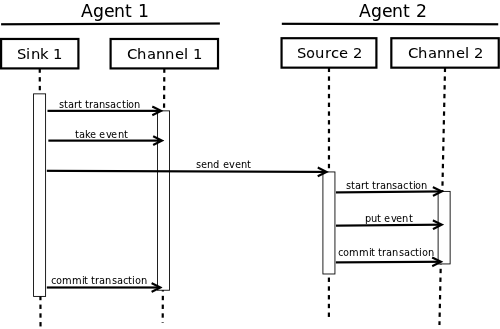 Agent 1
Agent 2
Sink 1
Channel 1
Source 2
Channel 2
start transaction
take event
send event
start transaction
put event
commit transaction
commit transaction